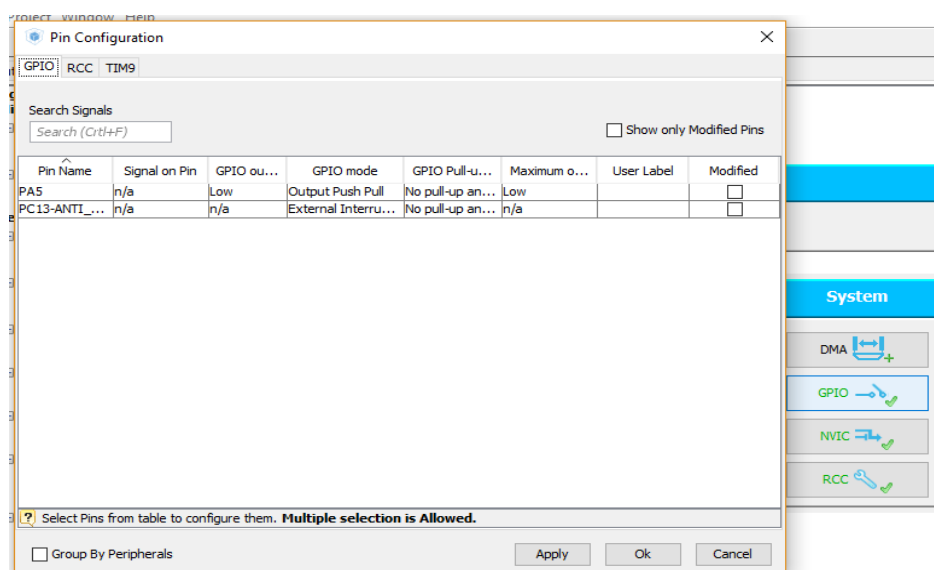 Project Window Help
Pin Configuration
GPIO RCC TIM9
Search Signals
Search (Crtl+F)
Show only Modified Pins
Pin Name Signal on Pin GPIO ou... GPIO mode GPIO Pull-u... Maximum o... User Label Modified
PA5 n/a Low Output Push Pull No pull-up an... Low
PC13-ANTI_... n/a n/a External Interru... No pull-up an... n/a
Select Pins from table to configure them. Multiple selection is Allowed.
Group By Peripherals
Apply Ok Cancel
System
DMA
GPIO
NVIC
RCC